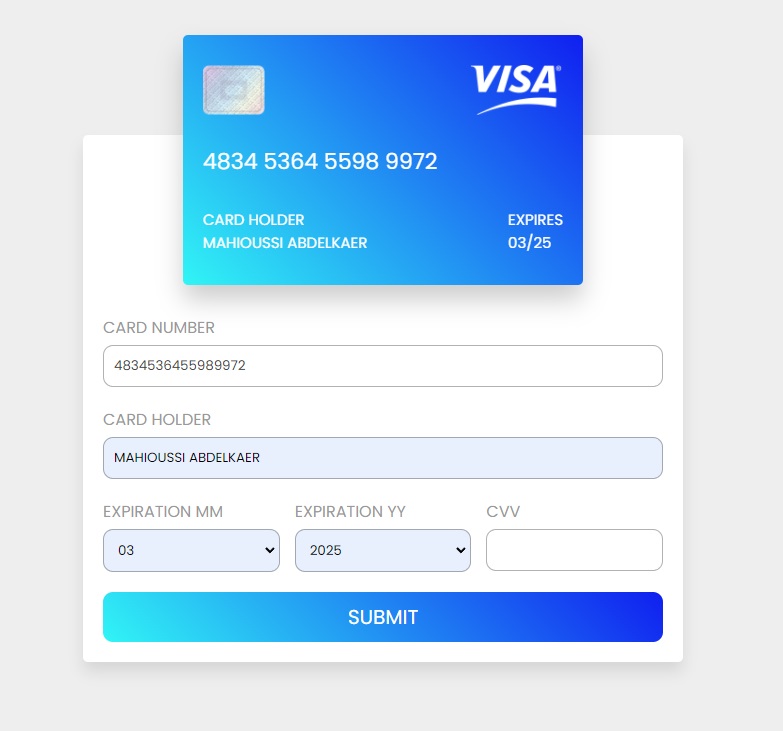 VISA
4834 5364 5598 9972
CARD HOLDER
EXPIRES
MAHIOUSSI ABDELKAER
03/25
CARD NUMBER
4834536455989972
CARD HOLDER
MAHIOUSSI ABDELKAER
EXPIRATION MM
EXPIRATION YY
CVV
03
2025
SUBMIT